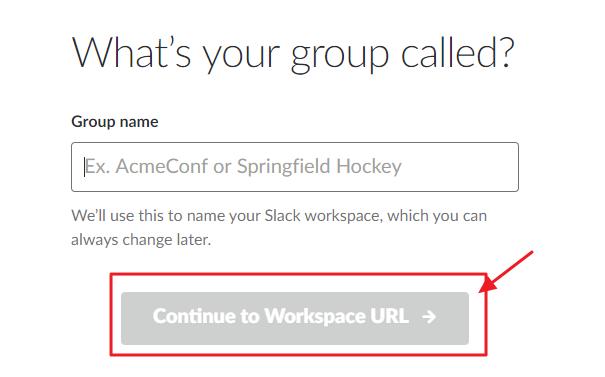 What’s your group called?
Group name
Ex. AcmeConf or Springfield Hockey
We’ll use this to name your Slack workspace, which you can
always change later.
Continue to Workspace URL →